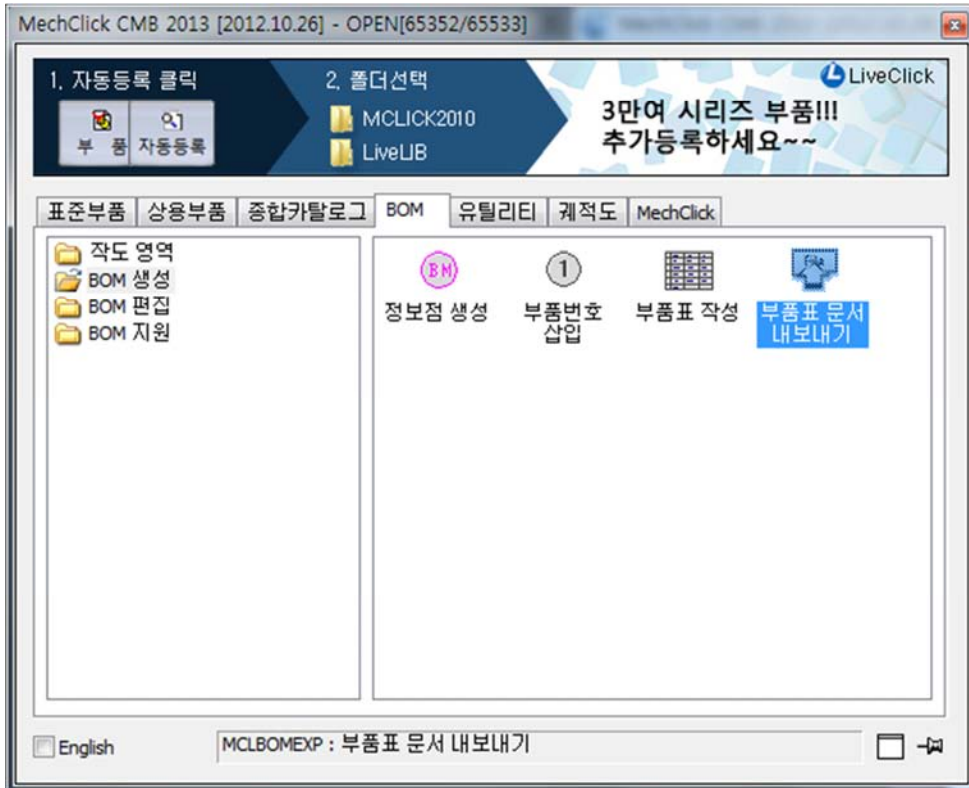 MechClick CMB 2013 [2012.10.26] - OPEN[65352/65533]
1. 자동등록 클릭
부 품 자동등록
2. 폴더선택
MCLICK2010
LiveLIB
3만여 시리즈 부품!!!
추가등록하세요~~
LiveClick
표준부품 상용부품 종합카탈로그 BOM 유틸리티 궤적도 MechClick
작도 영역
BOM 생성
BOM 편집
BOM 지원
BM
정보점 생성
1
부품번호
삽입
부품표 작성
File
부품표 문서
내보내기
English
MCLBOMEXP : 부품표 문서 내보내기